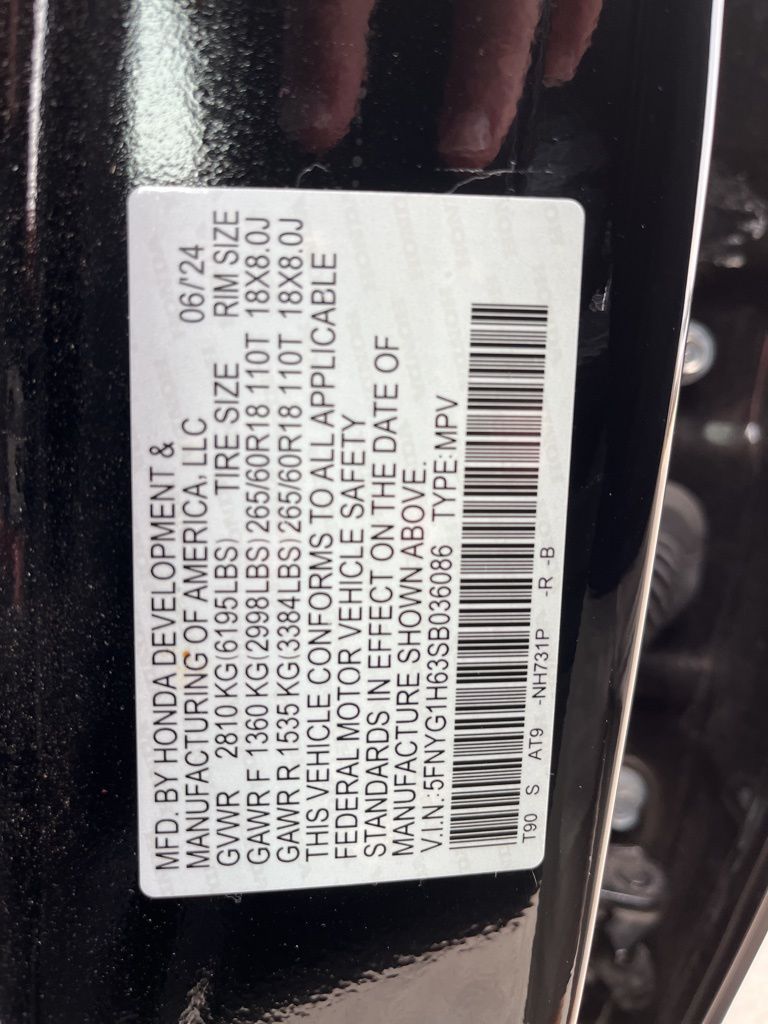 MFD. BY HONDA DEVELOPMENT &
MANUFACTURING OF AMERICA, LLC 06/'24
GVWR 2810 KG(6195LBS) TIRE SIZE RIM SIZE
GAWR F 1360 KG(2998LBS) 265/60R18 110T 18X8.0J
GAWR R 1535 KG(3384LBS) 265/60R18 110T 18X8.0J
THIS VEHICLE CONFORMS TO ALL APPLICABLE
FEDERAL MOTOR VEHICLE SAFETY
STANDARDS IN EFFECT ON THE DATE OF
MANUFACTURE SHOWN ABOVE.
V.I.N.:5FNYG1H63SB036086 TYPE:MPV
T90 S AT9 -NH731P -R -B